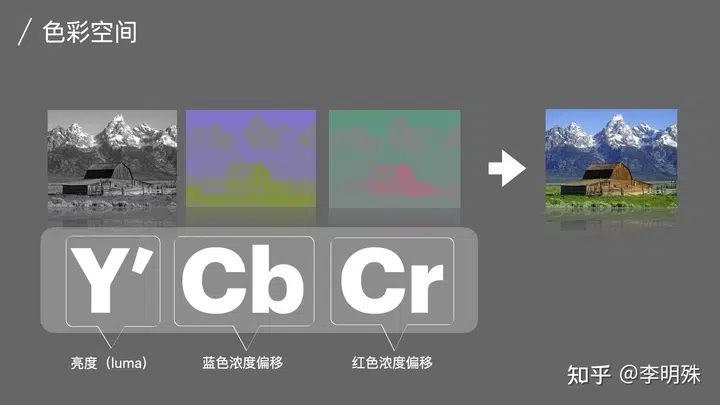 色彩空间
Y′
Cb
Cr
亮度（luma）
蓝色浓度偏移
红色浓度偏移
知乎 @李明殊